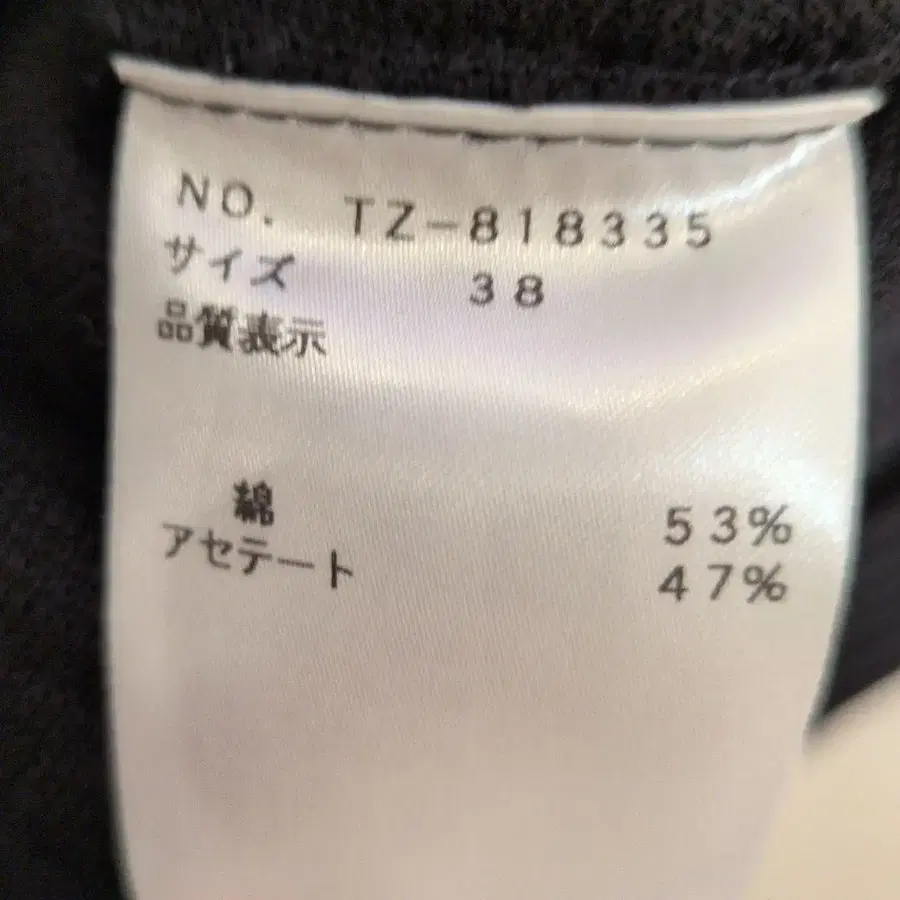 NO. TZ-818335
サイズ 38
品質表示
綿 53%
アセテート 47%